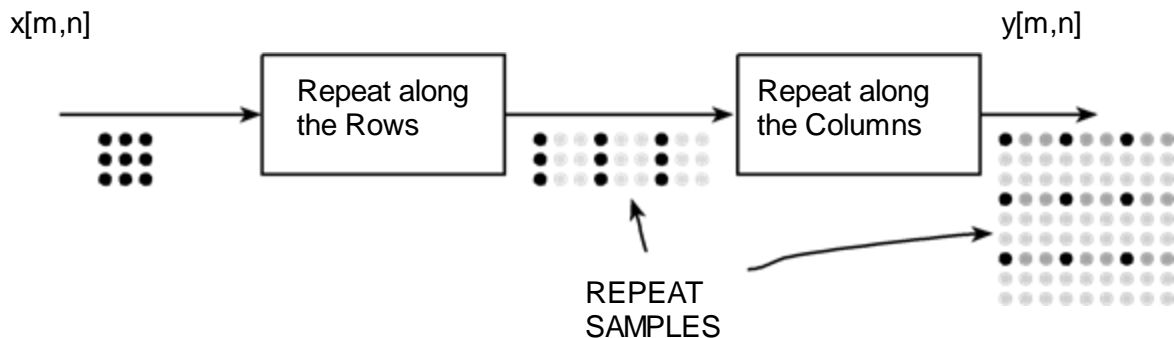 x[m,n]
y[m,n]
Repeat along
the Rows
Repeat along
the Columns
REPEAT
SAMPLES